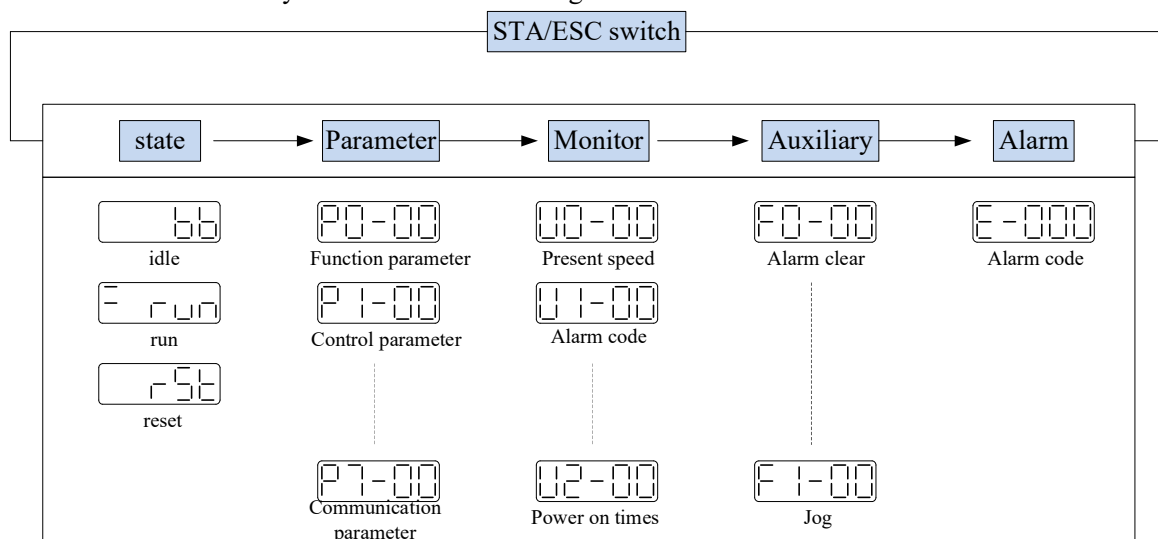 STA/ESC switch
state
Parameter
Monitor
Auxiliary
Alarm
bb
P0-00
U0-00
F0-00
E-000
idle
Function parameter
Present speed
Alarm clear
Alarm code
run
P1-00
U1-00
run
Control parameter
Alarm code
rSt
reset
P7-00
U2-00
F1-00
Communication
parameter
Power on times
Jog